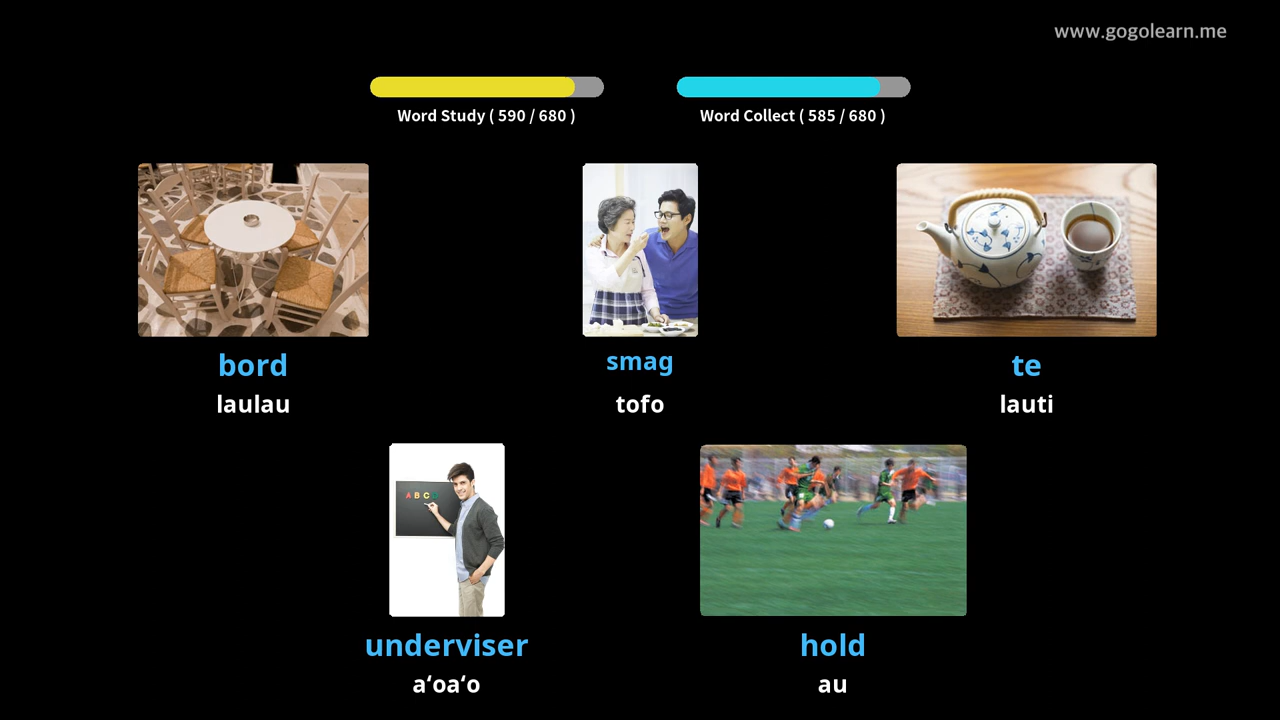 www.gogolearn.me
Word Study ( 590 / 680 )
Word Collect ( 585 / 680 )
bord
laulau
smag
tofo
te
lauti
A B C D
underviser
a‘oa‘o
hold
au